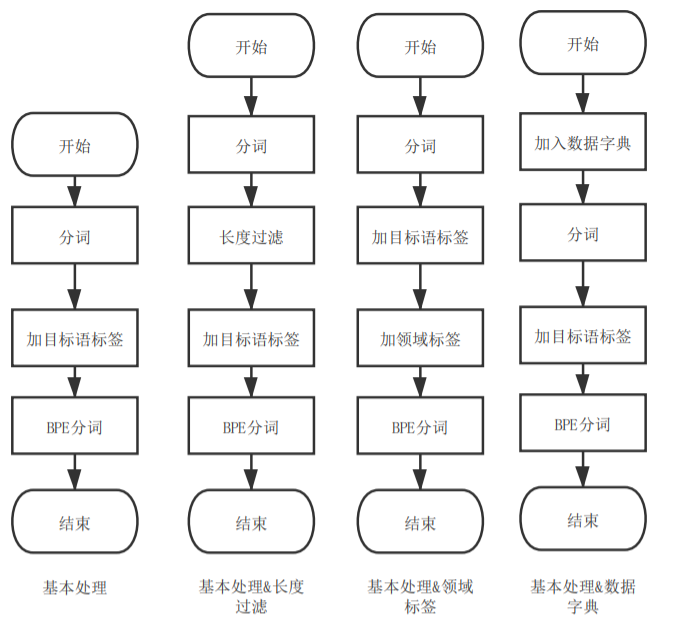 开始
分词
加目标语标签
BPE分词
结束
基本处理
开始
分词
长度过滤
加目标语标签
BPE分词
结束
基本处理&长度
过滤
开始
分词
加目标语标签
加领域标签
BPE分词
结束
基本处理&领域
标签
开始
加入数据字典
分词
加目标语标签
BPE分词
结束
基本处理&数据
字典